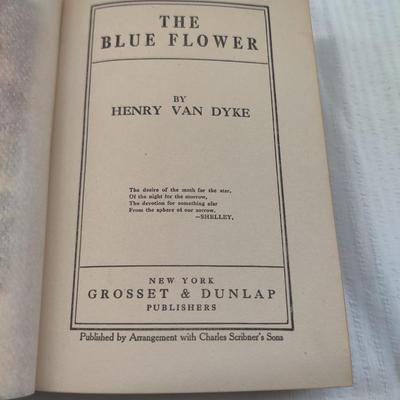 THE
BLUE FLOWER
BY
HENRY VAN DYKE
The desire of the moth for the star,
Of the night for the morrow,
The devotion for something afar
From the sphere of our sorrow.
—SHELLEY.
NEW YORK
GROSSET & DUNLAP
PUBLISHERS
Published by Arrangement with Charles Scribner's Sons